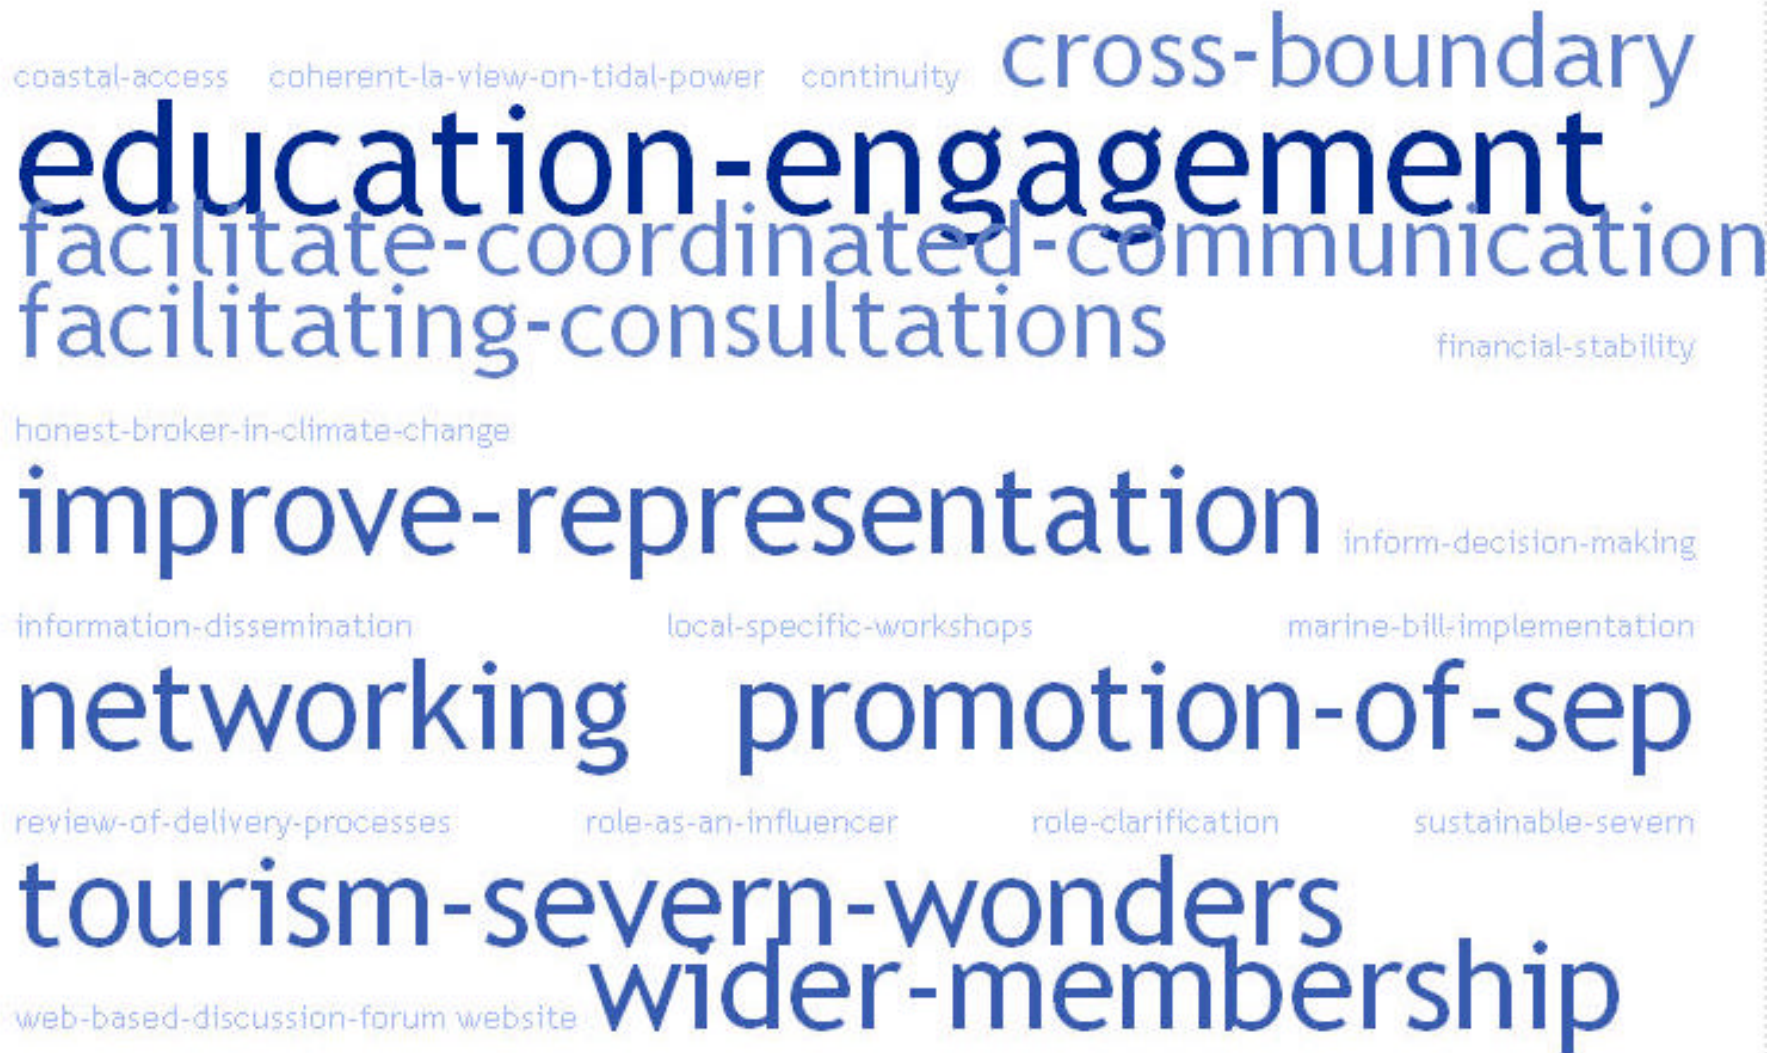 coastal-access coherent-la-view-on-tidal-power continuity cross-boundary
education-engagement
facilitate-coordinated-communication
facilitating-consultations financial-stability
honest-broker-in-climate-change
improve-representation inform-decision-making
information-dissemination local-specific-workshops marine-bill-implementation
networking promotion-of-sep
review-of-delivery-processes role-as-an-influencer role-clarification sustainable-severn
tourism-severn-wonders
web-based-discussion-forum website wider-membership